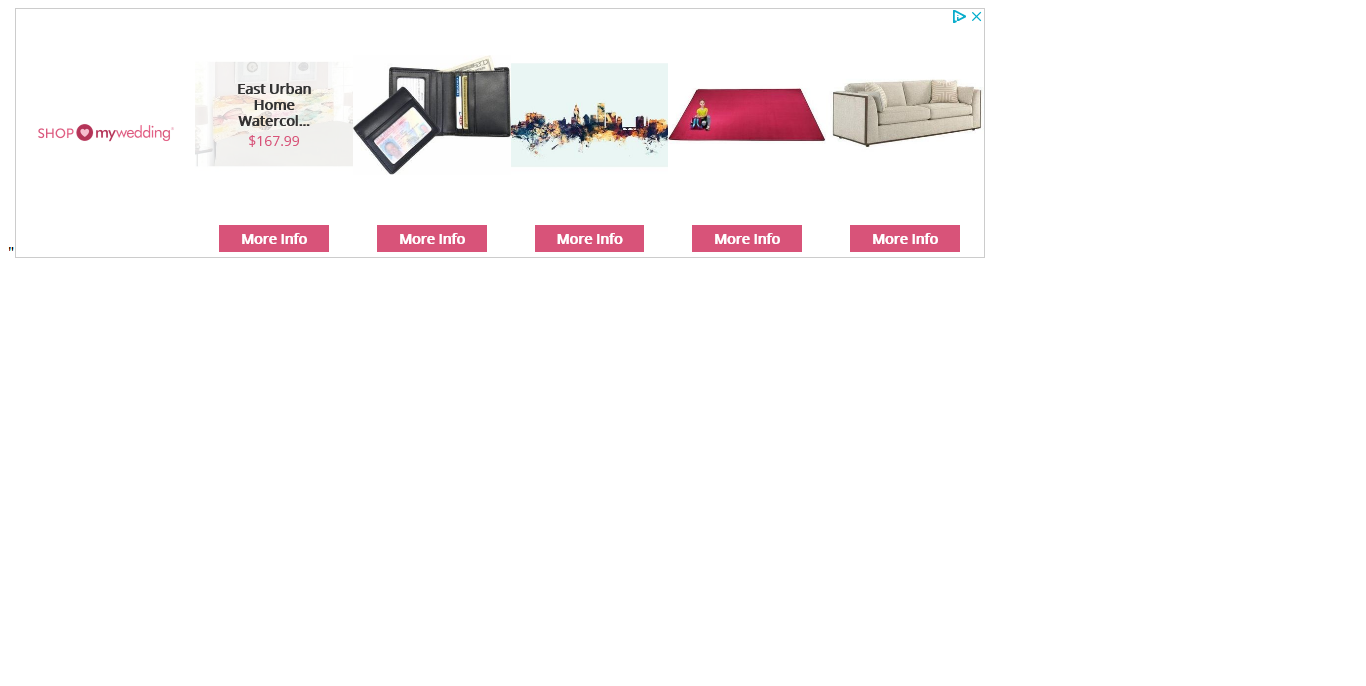 SHOP mywedding
East Urban
Home
Watercol...
$167.99
More Info
More Info
More Info
More Info
More Info
"